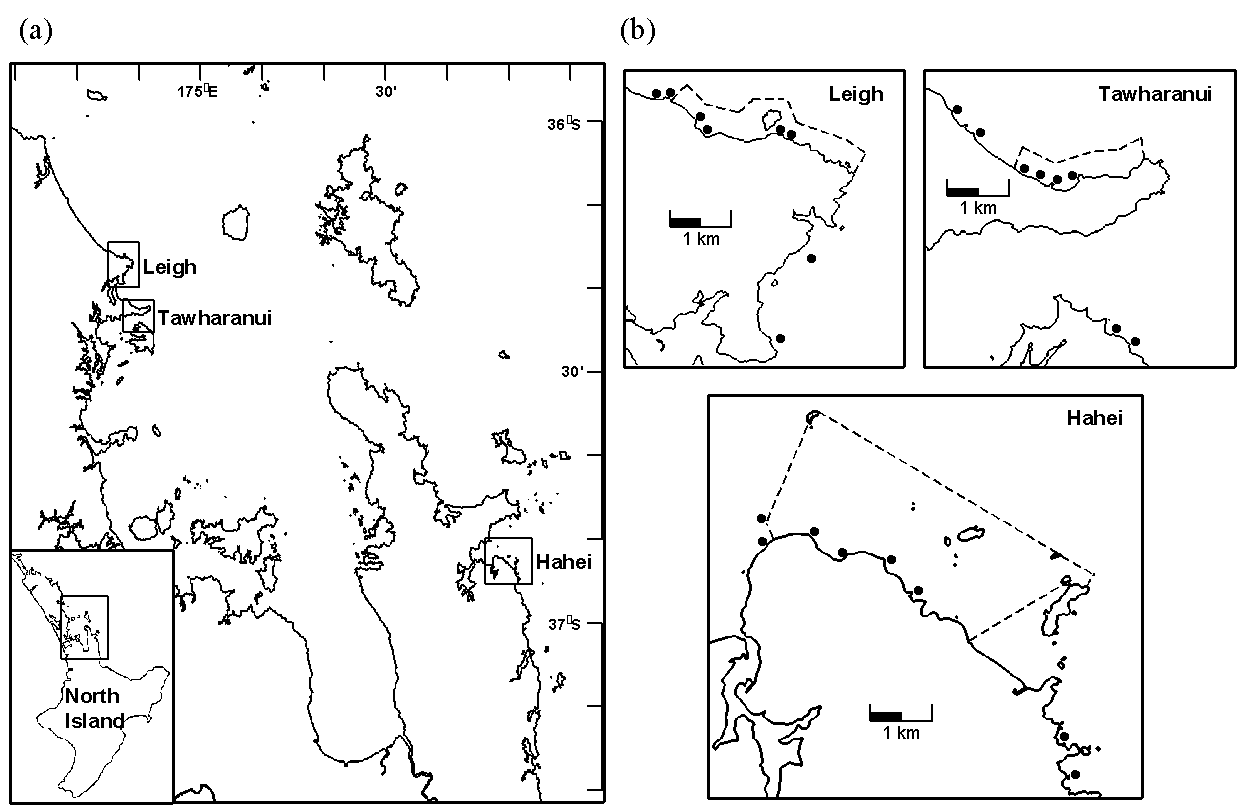 (a)
(b)
175▯E
30'
36▯S
Leigh
Tawharanui
30'
Hahei
37▯S
North
Island
Leigh
1 km
Tawharanui
1 km
Hahei
1 km